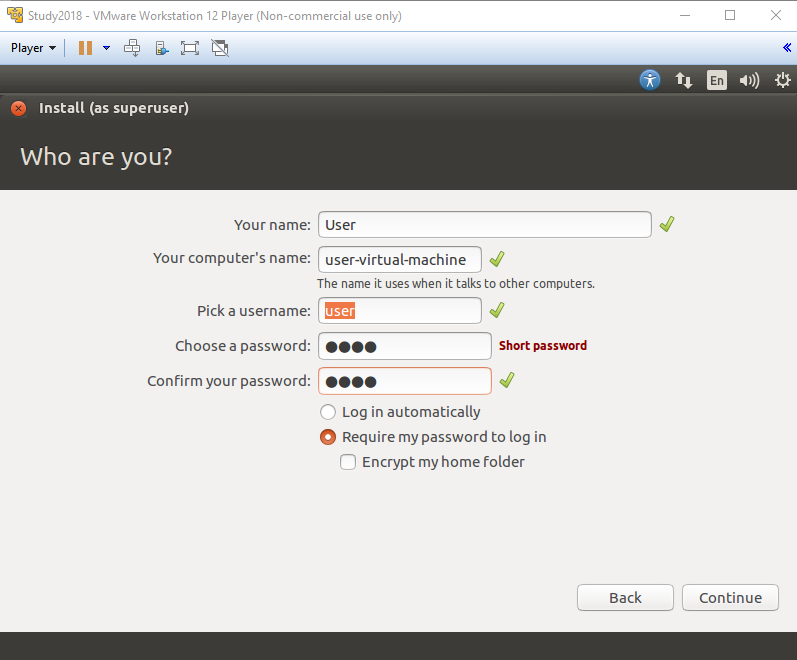 Study2018 - VMware Workstation 12 Player (Non-commercial use only)
Player
En
Install (as superuser)
Who are you?
Your name: User
Your computer's name: user-virtual-machine
The name it uses when it talks to other computers.
Pick a username: user
Choose a password: ●●●● Short password
Confirm your password: ●●●●
Log in automatically
Require my password to log in
Encrypt my home folder
Back Continue